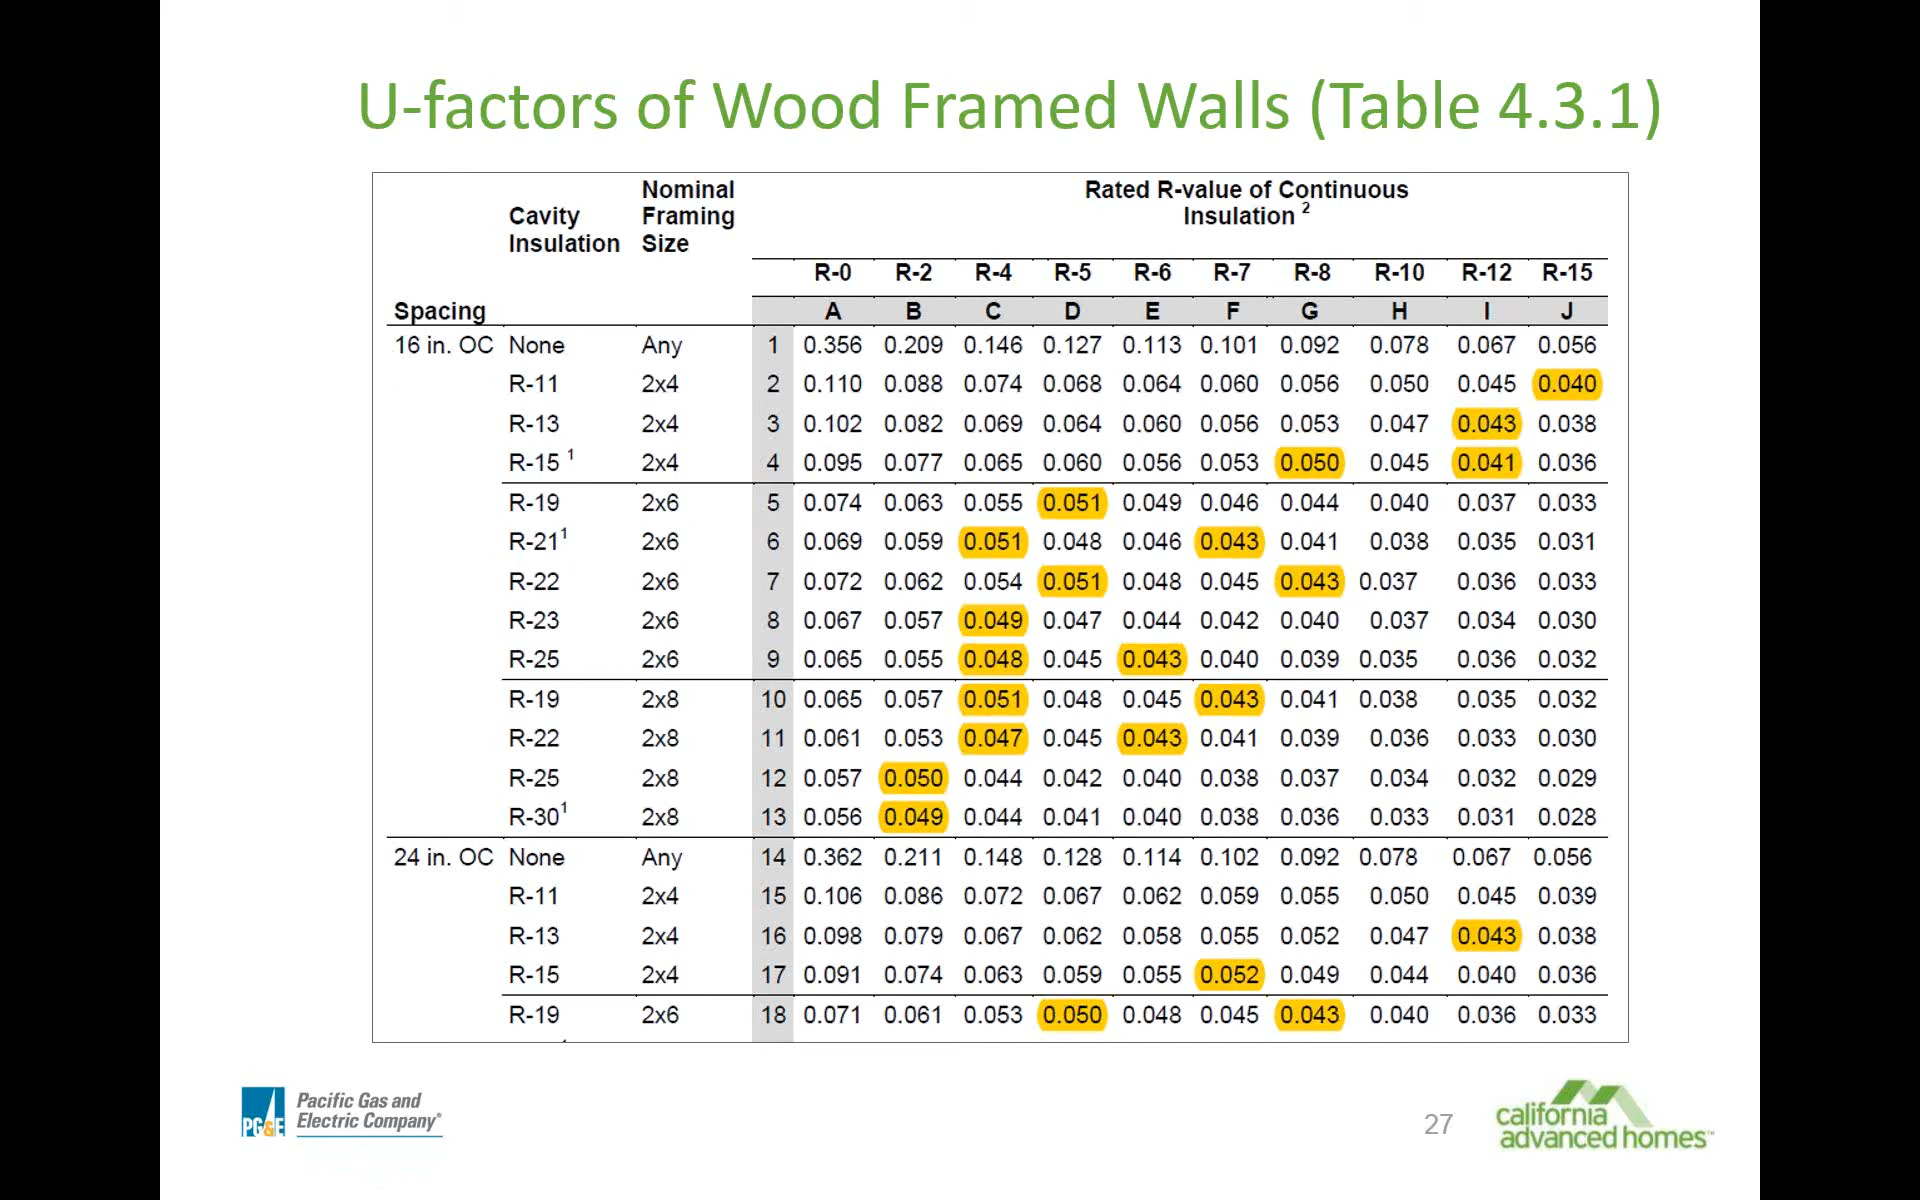 U-factors of Wood Framed Walls (Table 4.3.1)
Spacing Cavity Insulation Nominal Framing Size Rated R-value of Continuous Insulation 2
R-0 R-2 R-4 R-5 R-6 R-7 R-8 R-10 R-12 R-15
A B C D E F G H I J
16 in. OC None Any 1 0.356 0.209 0.146 0.127 0.113 0.101 0.092 0.078 0.067 0.056
R-11 2x4 2 0.110 0.088 0.074 0.068 0.064 0.060 0.056 0.050 0.045 0.040
R-13 2x4 3 0.102 0.082 0.069 0.064 0.060 0.056 0.053 0.047 0.043 0.038
R-15 1 2x4 4 0.095 0.077 0.065 0.060 0.056 0.053 0.050 0.045 0.041 0.036
R-19 2x6 5 0.074 0.063 0.055 0.051 0.049 0.046 0.044 0.040 0.037 0.033
R-21 1 2x6 6 0.069 0.059 0.051 0.048 0.046 0.043 0.041 0.038 0.035 0.031
R-22 2x6 7 0.072 0.062 0.054 0.051 0.048 0.045 0.043 0.037 0.036 0.033
R-23 2x6 8 0.067 0.057 0.049 0.047 0.044 0.042 0.040 0.037 0.034 0.030
R-25 2x6 9 0.065 0.055 0.048 0.045 0.043 0.040 0.039 0.035 0.036 0.032
R-19 2x8 10 0.065 0.057 0.051 0.048 0.045 0.043 0.041 0.038 0.035 0.032
R-22 2x8 11 0.061 0.053 0.047 0.045 0.043 0.041 0.039 0.036 0.033 0.030
R-25 2x8 12 0.057 0.050 0.044 0.042 0.040 0.038 0.037 0.034 0.032 0.029
R-30 1 2x8 13 0.056 0.049 0.044 0.041 0.040 0.038 0.036 0.033 0.031 0.028
24 in. OC None Any 14 0.362 0.211 0.148 0.128 0.114 0.102 0.092 0.078 0.067 0.056
R-11 2x4 15 0.106 0.086 0.072 0.067 0.062 0.059 0.055 0.050 0.045 0.039
R-13 2x4 16 0.098 0.079 0.067 0.062 0.058 0.055 0.052 0.047 0.043 0.038
R-15 2x4 17 0.091 0.074 0.063 0.059 0.055 0.052 0.049 0.044 0.040 0.036
R-19 2x6 18 0.071 0.061 0.053 0.050 0.048 0.045 0.043 0.040 0.036 0.033
PG&E
Pacific Gas and
Electric Company®
27
california
advanced homes™